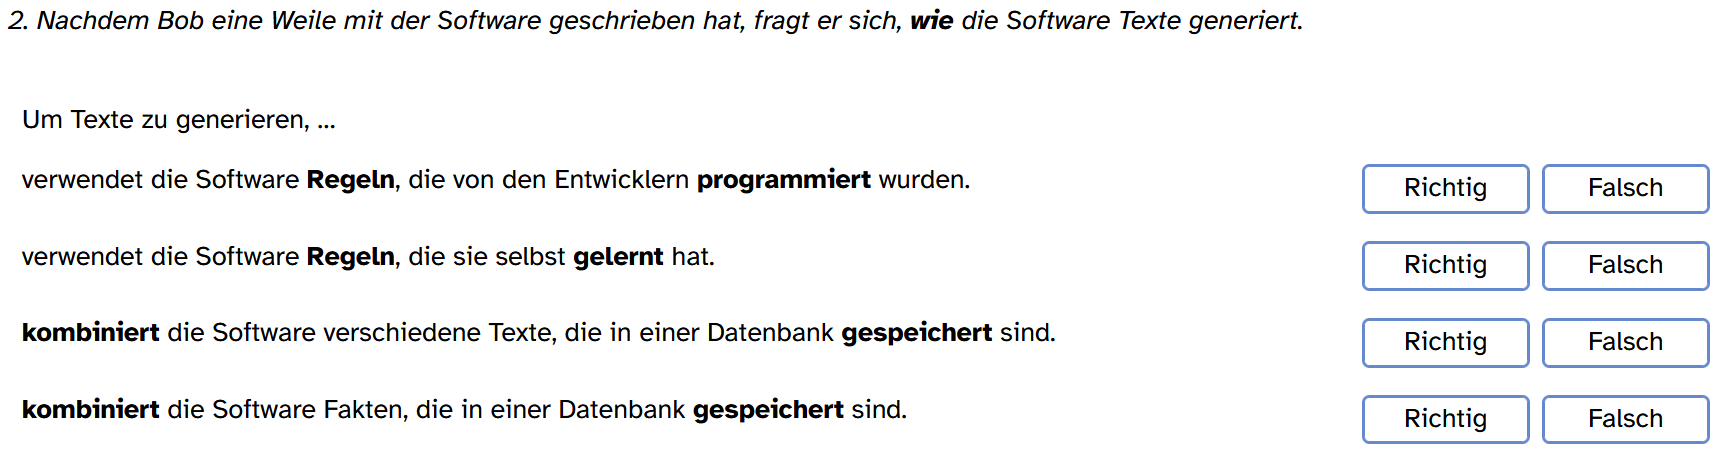 2. Nachdem Bob eine Weile mit der Software geschrieben hat, fragt er sich, wie die Software Texte generiert.
Um Texte zu generieren, ...
verwendet die Software Regeln, die von den Entwicklern programmiert wurden. Richtig Falsch
verwendet die Software Regeln, die sie selbst gelernt hat. Richtig Falsch
kombiniert die Software verschiedene Texte, die in einer Datenbank gespeichert sind. Richtig Falsch
kombiniert die Software Fakten, die in einer Datenbank gespeichert sind. Richtig Falsch